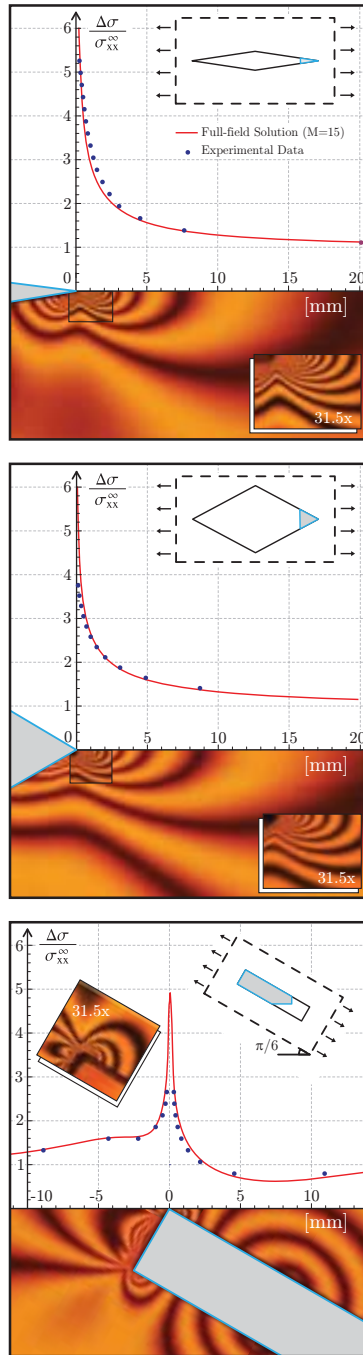 Δσ
σ∞xx
6
5
4
3
2
1
0
5
10
15
20
Full-field Solution (M=15)
Experimental Data
[mm]
31.5x
Δσ
σ∞xx
6
5
4
3
2
1
0
5
10
15
20
[mm]
31.5x
Δσ
σ∞xx
6
5
4
3
2
1
31.5x
π/6
-10
-5
0
5
10
[mm]